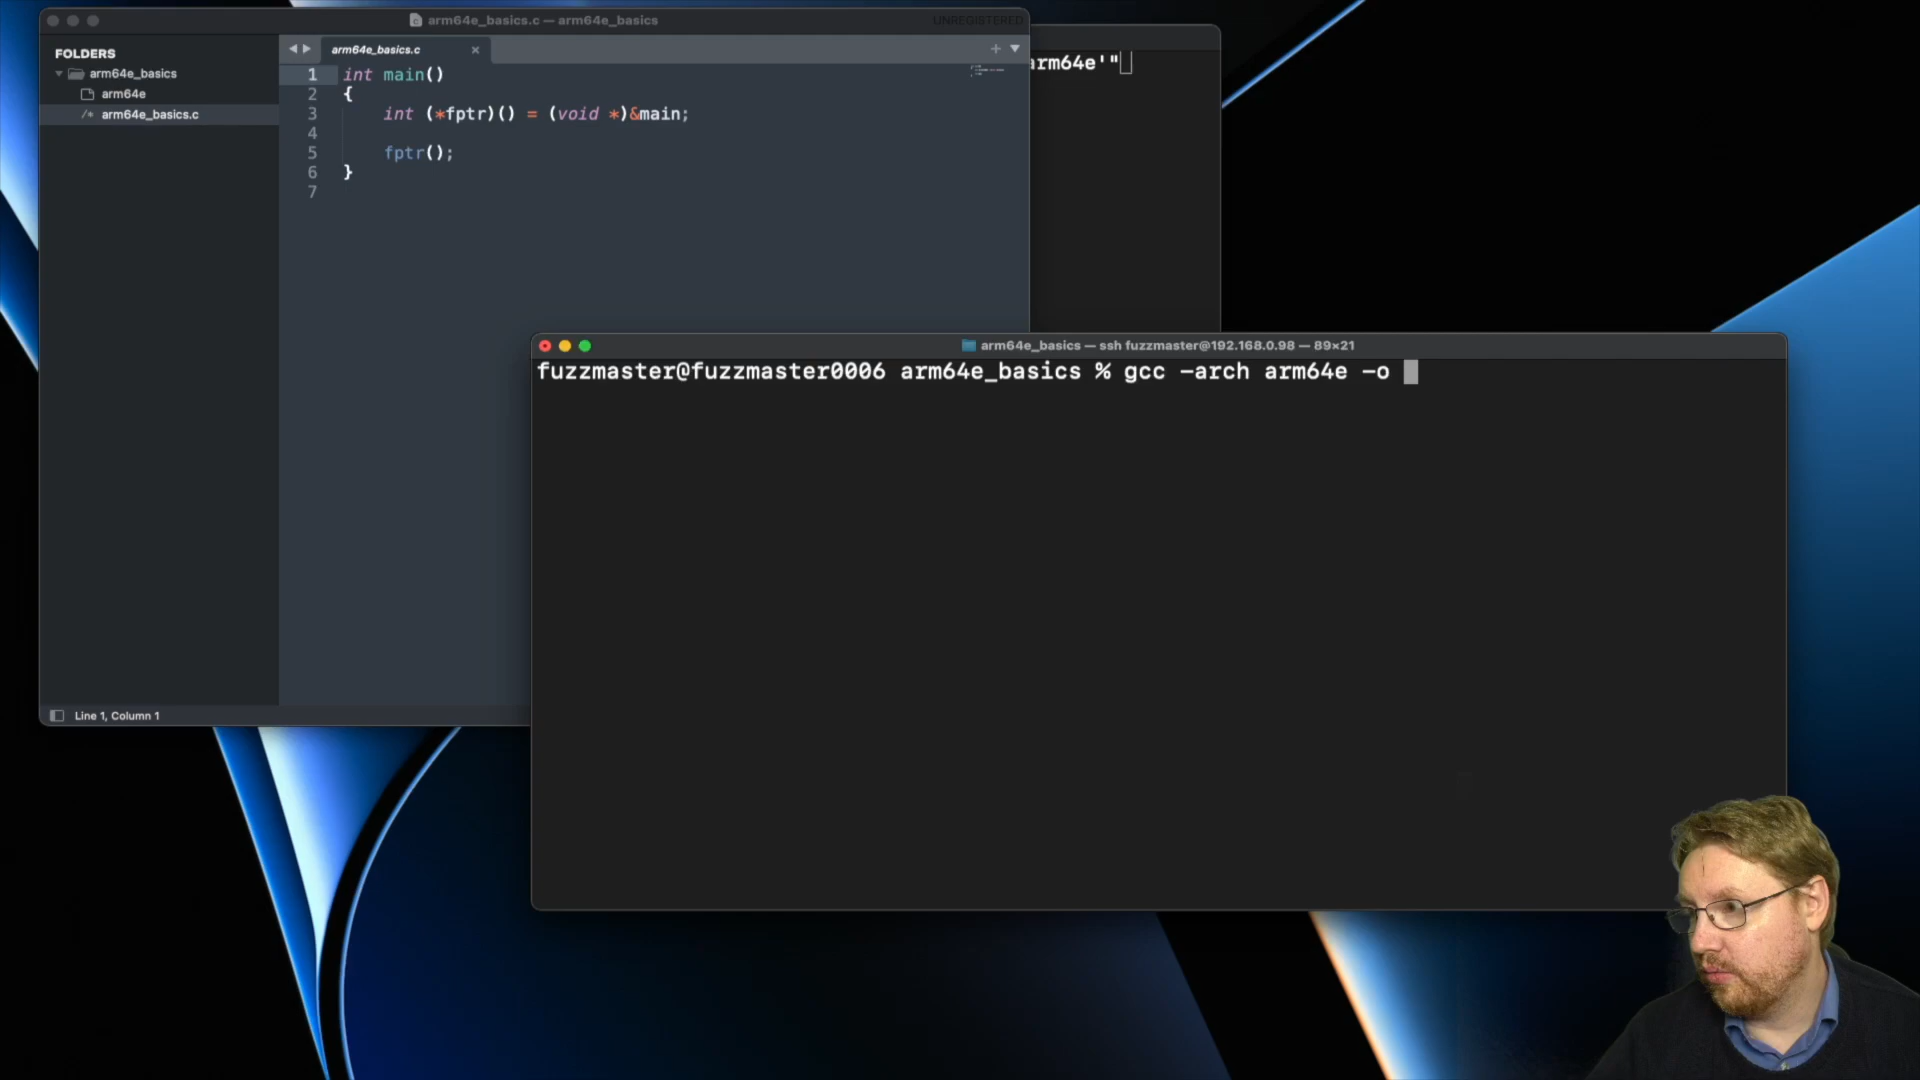 arm64e_basics.c — arm64e_basics
UNREGISTERED
FOLDERS
arm64e_basics
arm64e
/* arm64e_basics.c
arm64e_basics.c ×
1 int main()
2 {
3 int (*fptr)() = (void *)&main;
4
5 fptr();
6 }
7
Line 1, Column 1
arm64e'"
arm64e_basics — ssh fuzzmaster@192.168.0.98 — 89×21
fuzzmaster@fuzzmaster0006 arm64e_basics % gcc -arch arm64e -o